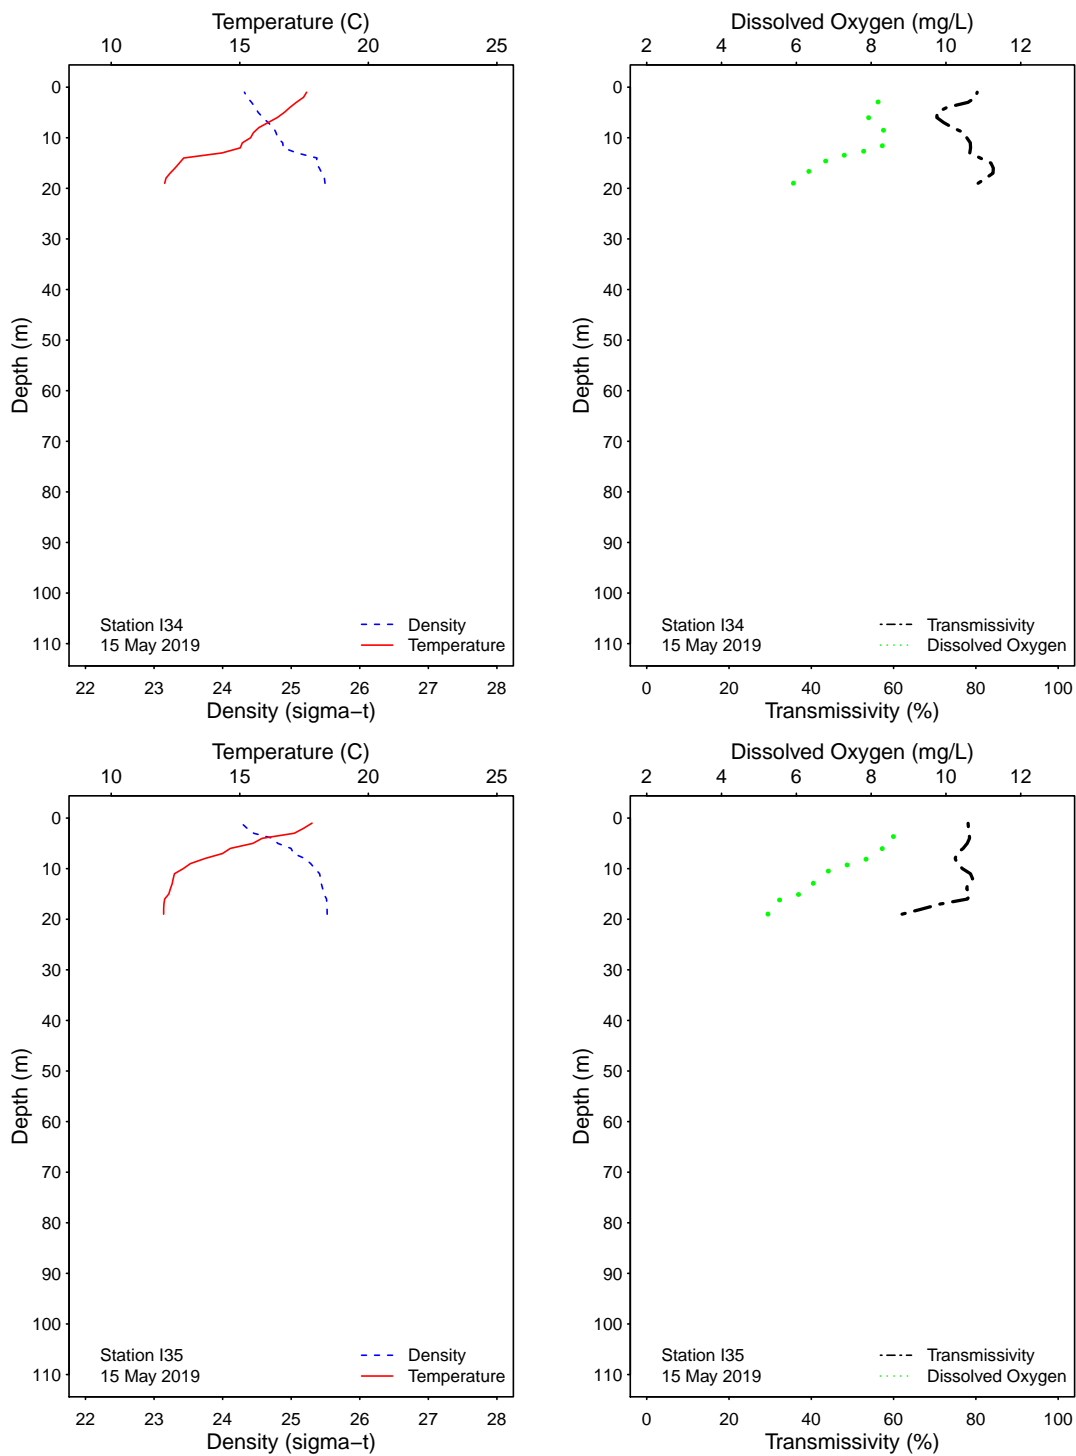 Temperature (C)
10 15 20 25
0
10
20
30
40
50
60
70
80
90
100
110
Depth (m)
Station I34
15 May 2019
Density
Temperature
22 23 24 25 26 27 28
Density (sigma−t)
Dissolved Oxygen (mg/L)
2 4 6 8 10 12
0
10
20
30
40
50
60
70
80
90
100
110
Depth (m)
Station I34
15 May 2019
Transmissivity
Dissolved Oxygen
0 20 40 60 80 100
Transmissivity (%)
Temperature (C)
10 15 20 25
0
10
20
30
40
50
60
70
80
90
100
110
Depth (m)
Station I35
15 May 2019
Density
Temperature
22 23 24 25 26 27 28
Density (sigma−t)
Dissolved Oxygen (mg/L)
2 4 6 8 10 12
0
10
20
30
40
50
60
70
80
90
100
110
Depth (m)
Station I35
15 May 2019
Transmissivity
Dissolved Oxygen
0 20 40 60 80 100
Transmissivity (%)